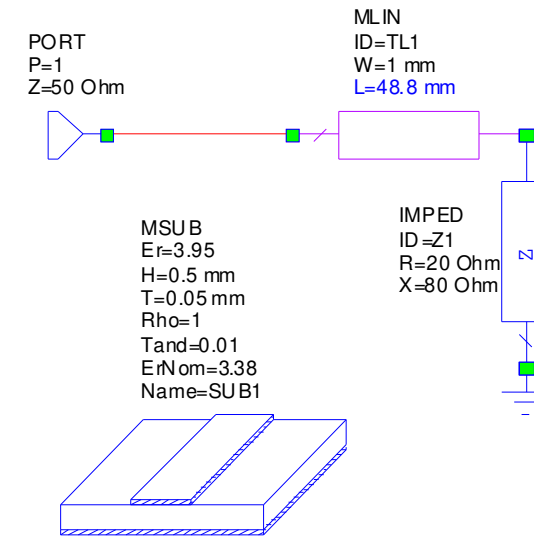 MLIN
ID=TL1
W=1 mm
L=48.8 mm
PORT
P=1
Z=50 Ohm
IMPED
ID=Z1
R=20 Ohm
X=80 Ohm
Z
MSUB
Er=3.95
H=0.5 mm
T=0.05 mm
Rho=1
Tand=0.01
ErNom=3.38
Name=SUB1